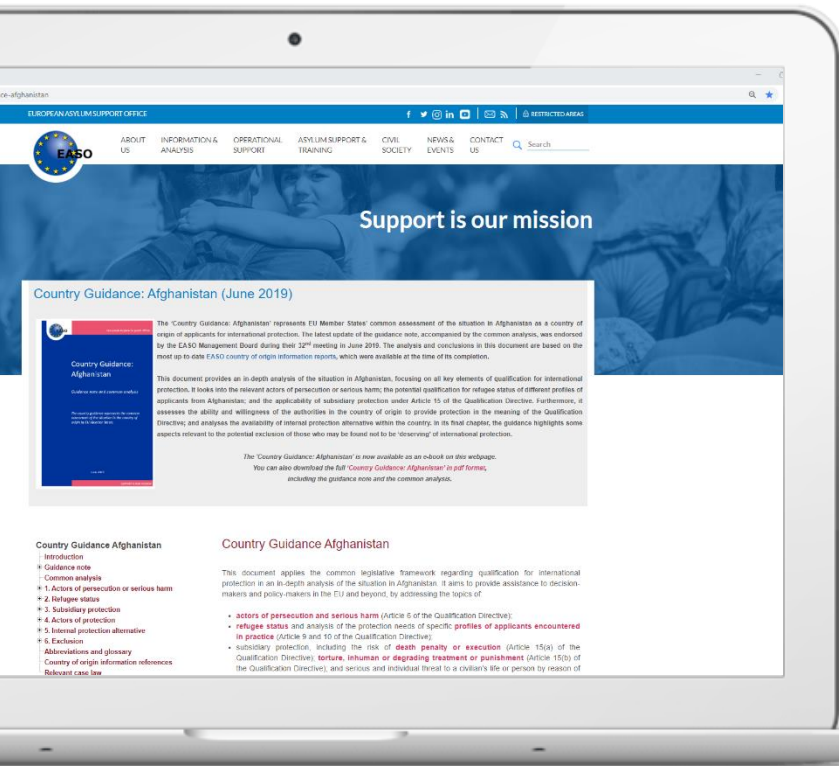 ce-afghanistan
EUROPEAN ASYLUM SUPPORT OFFICE
RESTRICTED AREAS
EASO
ABOUT US
INFORMATION & ANALYSIS
OPERATIONAL SUPPORT
ASYLUM SUPPORT & TRAINING
CIVIL SOCIETY
NEWS & EVENTS
CONTACT US
Search
Support is our mission
Country Guidance: Afghanistan (June 2019)
Country Guidance:
Afghanistan
Guidance note and common analysis
June 2019
The 'Country Guidance: Afghanistan' represents EU Member States' common assessment of the situation in Afghanistan as a country of
origin of applicants for international protection. The latest update of the guidance note, accompanied by the common analysis, was endorsed
by the EASO Management Board during their 32nd meeting in June 2019. The analysis and conclusions in this document are based on the
most up-to-date EASO country of origin information reports, which were available at the time of its completion.
This document provides an in-depth analysis of the situation in Afghanistan, focusing on all key elements of qualification for international
protection. It looks into the relevant actors of persecution or serious harm; the potential qualification for refugee status of different profiles of
applicants from Afghanistan; and the applicability of subsidiary protection under Article 15 of the Qualification Directive. Furthermore, it
assesses the ability and willingness of the authorities in the country of origin to provide protection in the meaning of the Qualification
Directive; and analyses the availability of internal protection alternative within the country. In its final chapter, the guidance highlights some
aspects relevant to the potential exclusion of those who may be found not to be 'deserving' of international protection.
The 'Country Guidance: Afghanistan' is now available as an e-book on this webpage.
You can also download the full 'Country Guidance: Afghanistan' in pdf format,
including the guidance note and the common analysis.
Country Guidance Afghanistan
Introduction
Guidance note
Common analysis
1. Actors of persecution or serious harm
2. Refugee status
3. Subsidiary protection
4. Actors of protection
5. Internal protection alternative
6. Exclusion
Abbreviations and glossary
Country of origin information references
Relevant case law
Country Guidance Afghanistan
This document applies the common legislative framework regarding qualification for international
protection in an in-depth analysis of the situation in Afghanistan. It aims to provide assistance to decision-
makers and policy-makers in the EU and beyond, by addressing the topics of:
• actors of persecution and serious harm (Article 6 of the Qualification Directive);
• refugee status and analysis of the protection needs of specific profiles of applicants encountered
in practice (Article 9 and 10 of the Qualification Directive);
• subsidiary protection, including the risk of death penalty or execution (Article 15(a) of the
Qualification Directive); torture, inhuman or degrading treatment or punishment (Article 15(b) of
the Qualification Directive), and serious and individual threat to a civilian's life or person by reason of